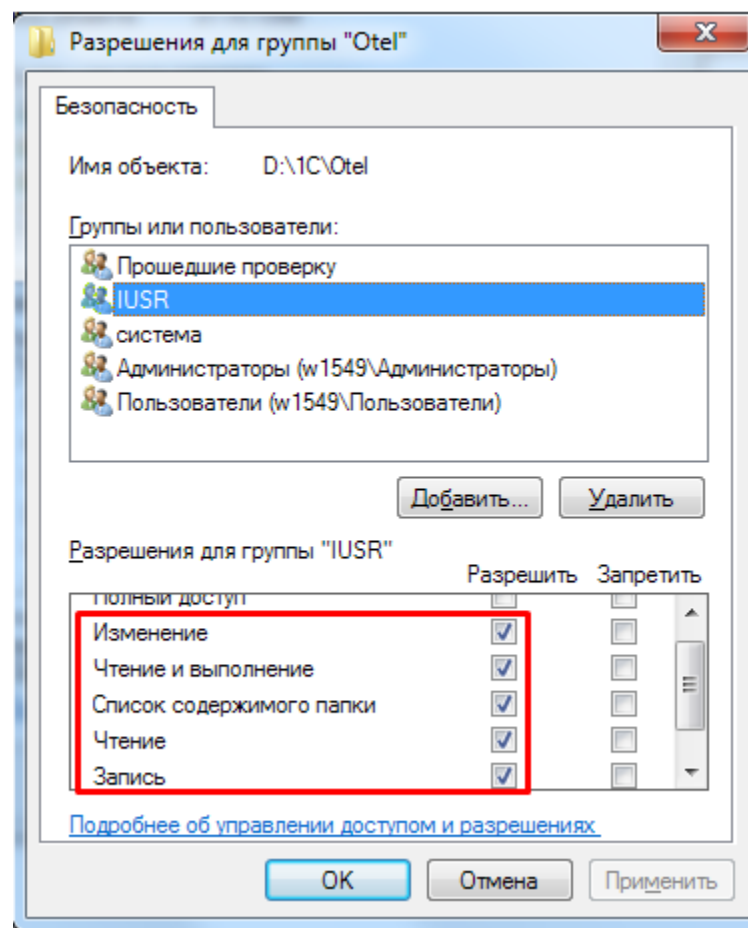 Разрешения для группы "Otel"
Безопасность
Имя объекта: D:\1C\Otel
Группы или пользователи:
Прошедшие проверку
IUSR
система
Администраторы (w1549\Администраторы)
Пользователи (w1549\Пользователи)
Добавить... Удалить
Разрешения для группы "IUSR"
Разрешить Запретить
Полный доступ
Изменение
Чтение и выполнение
Список содержимого папки
Чтение
Запись
Подробнее об управлении доступом и разрешениях
OK Отмена Применить